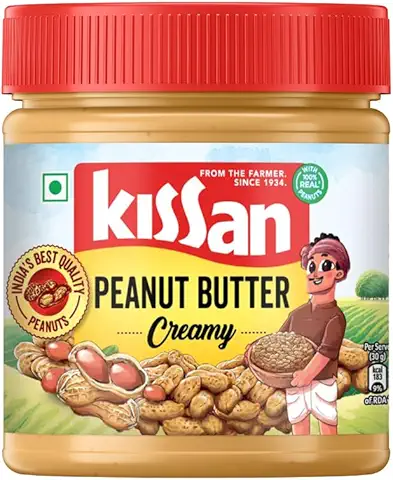 FROM THE FARMER.
SINCE 1934.
WITH
100%
REAL*
PEANUTS
kissan
INDIA'S BEST QUALITY
PEANUTS
PEANUT BUTTER
Creamy
Per Serve
(30 g)
kcal
9%
of RDA